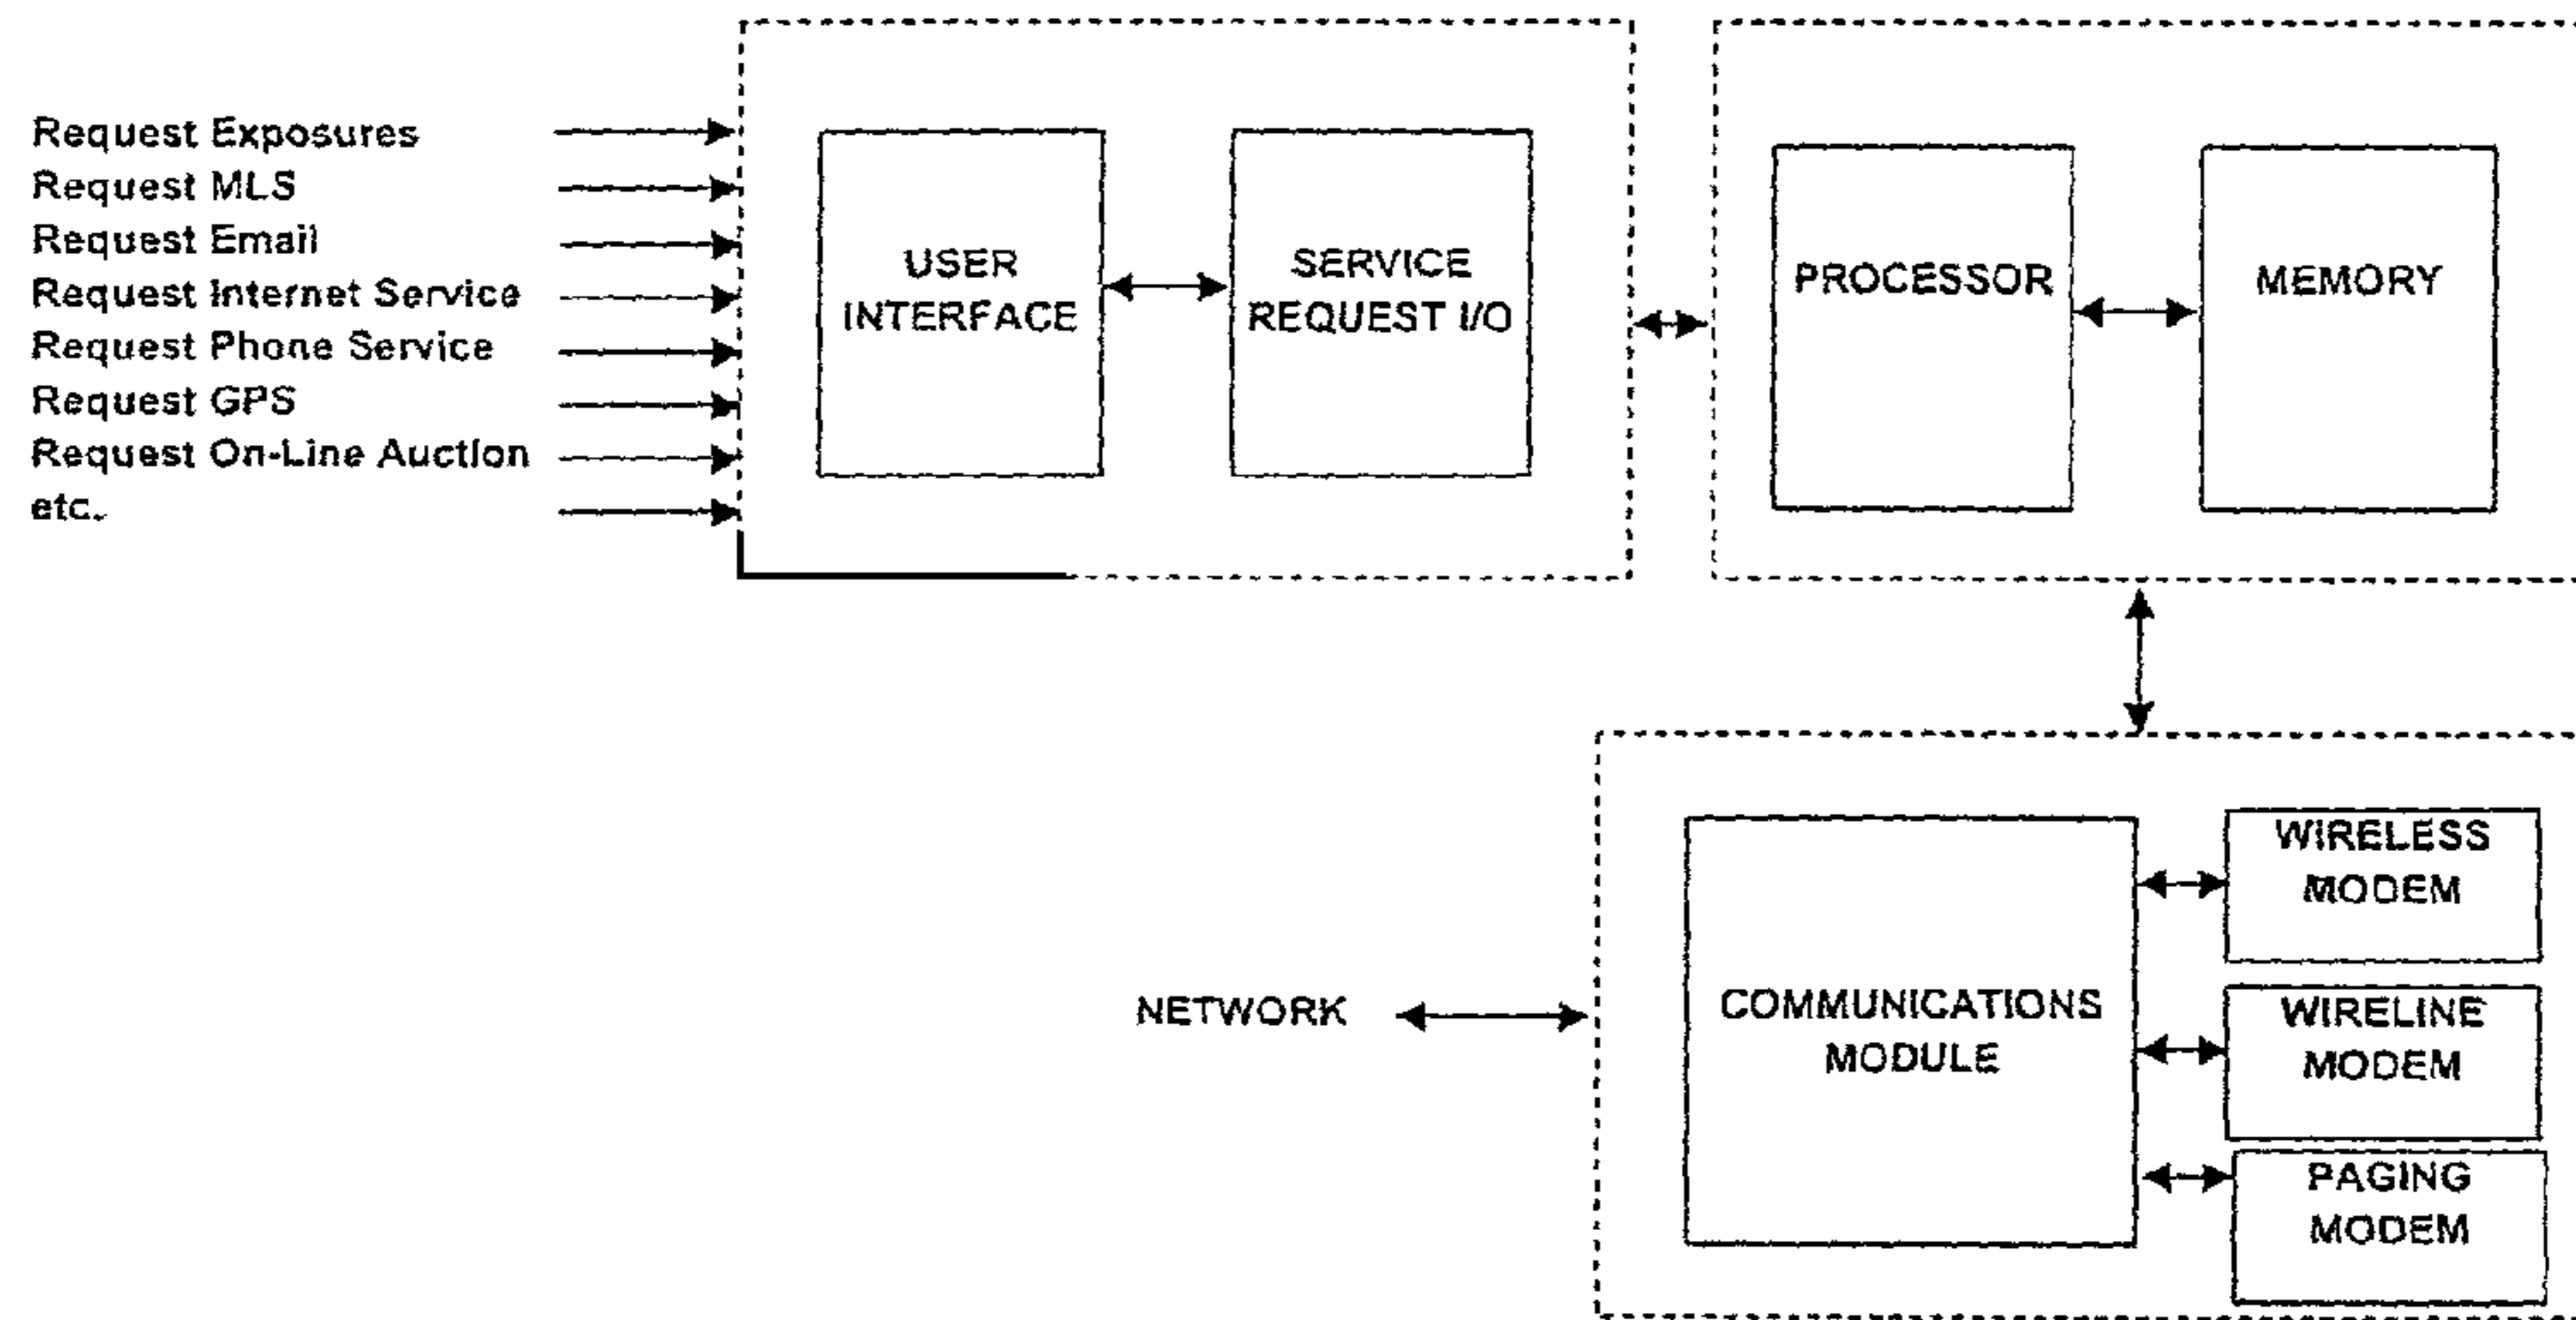 Request Exposures
Request MLS
Request Email
Request Internet Service
Request Phone Service
Request GPS
Request On-Line Auction
etc.
USER
INTERFACE
SERVICE
REQUEST I/O
PROCESSOR
MEMORY
NETWORK
COMMUNICATIONS
MODULE
WIRELESS
MODEM
WIRELINE
MODEM
PAGING
MODEM